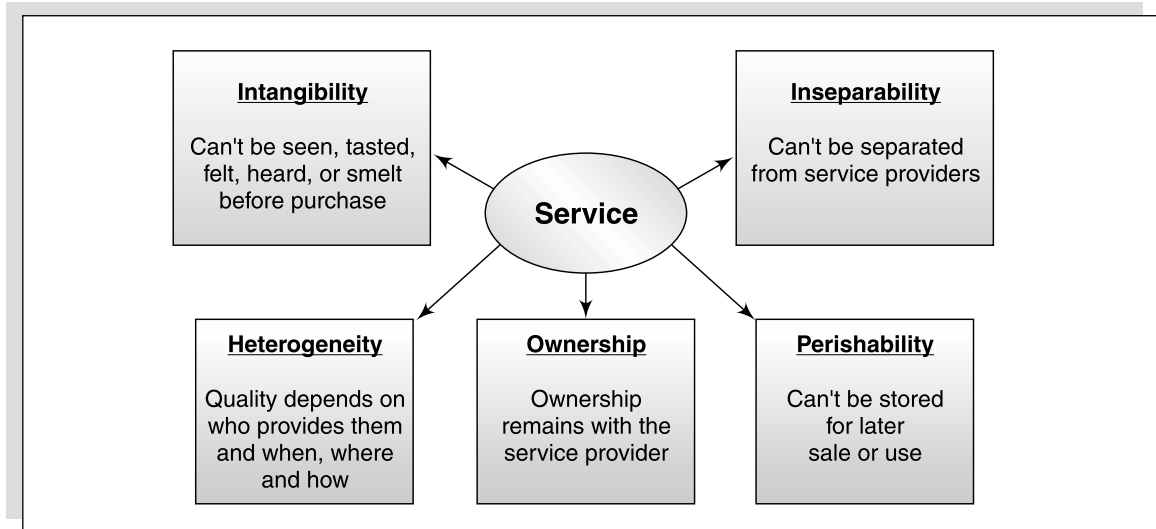 Intangibility
Can't be seen, tasted,
felt, heard, or smelt
before purchase
Inseparability
Can't be separated
from service providers
Service
Heterogeneity
Quality depends on
who provides them
and when, where
and how
Ownership
Ownership
remains with the
service provider
Perishability
Can't be stored
for later
sale or use